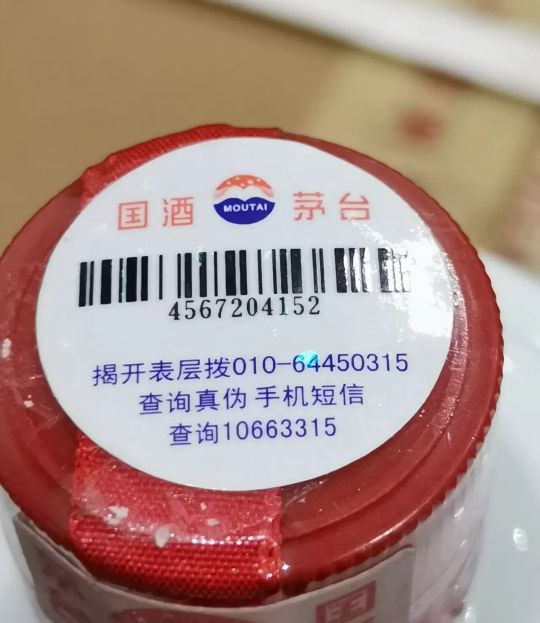 国酒 MOUTAI 茅台
4567204152
揭开表层拨010-64450315
查询真伪 手机短信
查询10663315
国